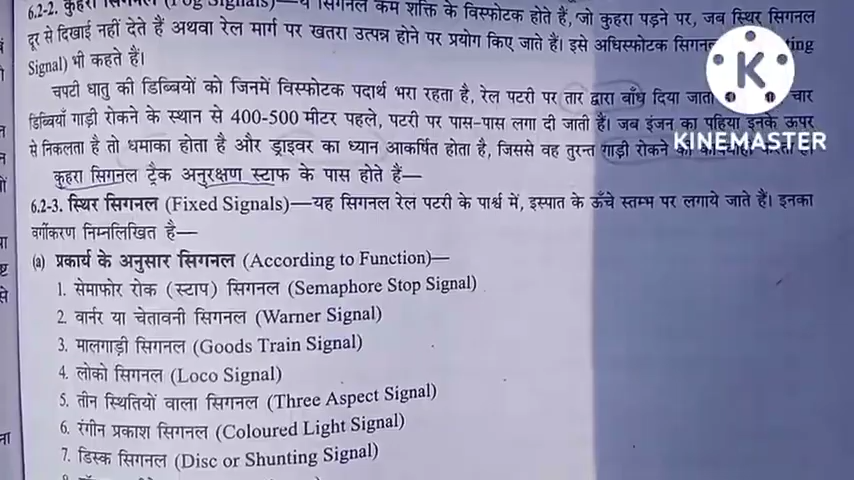 6.2-2. कुहरा सिगनल (Fog Signals)—ये सिगनल कम शक्ति के विस्फोटक होते हैं, जो कुहरा पड़ने पर, जब स्थिर सिगनल
दूर से दिखाई नहीं देते हैं अथवा रेल मार्ग पर खतरा उत्पन्न होने पर प्रयोग किए जाते हैं। इसे अधिस्फोटक सिगनल
Signal) भी कहते हैं।
चपटी धातु की डिब्बियों को जिनमें विस्फोटक पदार्थ भरा रहता है, रेल पटरी पर तार द्वारा बाँध दिया जाता चार
डिब्बियाँ गाड़ी रोकने के स्थान से 400-500 मीटर पहले, पटरी पर पास-पास लगा दी जाती हैं। जब इंजन का पहिया इनके ऊपर
से निकलता है तो धमाका होता है और ड्राइवर का ध्यान आकर्षित होता है, जिससे वह तुरन्त गाड़ी रोकने
कुहरा सिगनल ट्रैक अनुरक्षण स्टाफ के पास होते हैं—
6.2-3. स्थिर सिगनल (Fixed Signals)—यह सिगनल रेल पटरी के पार्श्व में, इस्पात के ऊँचे स्तम्भ पर लगाये जाते हैं। इनका
वर्गीकरण निम्नलिखित है—
(a) प्रकार्य के अनुसार सिगनल (According to Function)—
1. सेमाफोर रोक (स्टाप) सिगनल (Semaphore Stop Signal)
2. वार्नर या चेतावनी सिगनल (Warner Signal)
3. मालगाड़ी सिगनल (Goods Train Signal)
4. लोको सिगनल (Loco Signal)
5. तीन स्थितियों वाला सिगनल (Three Aspect Signal)
6. रंगीन प्रकाश सिगनल (Coloured Light Signal)
7. डिस्क सिगनल (Disc or Shunting Signal)
K
KINEMASTER